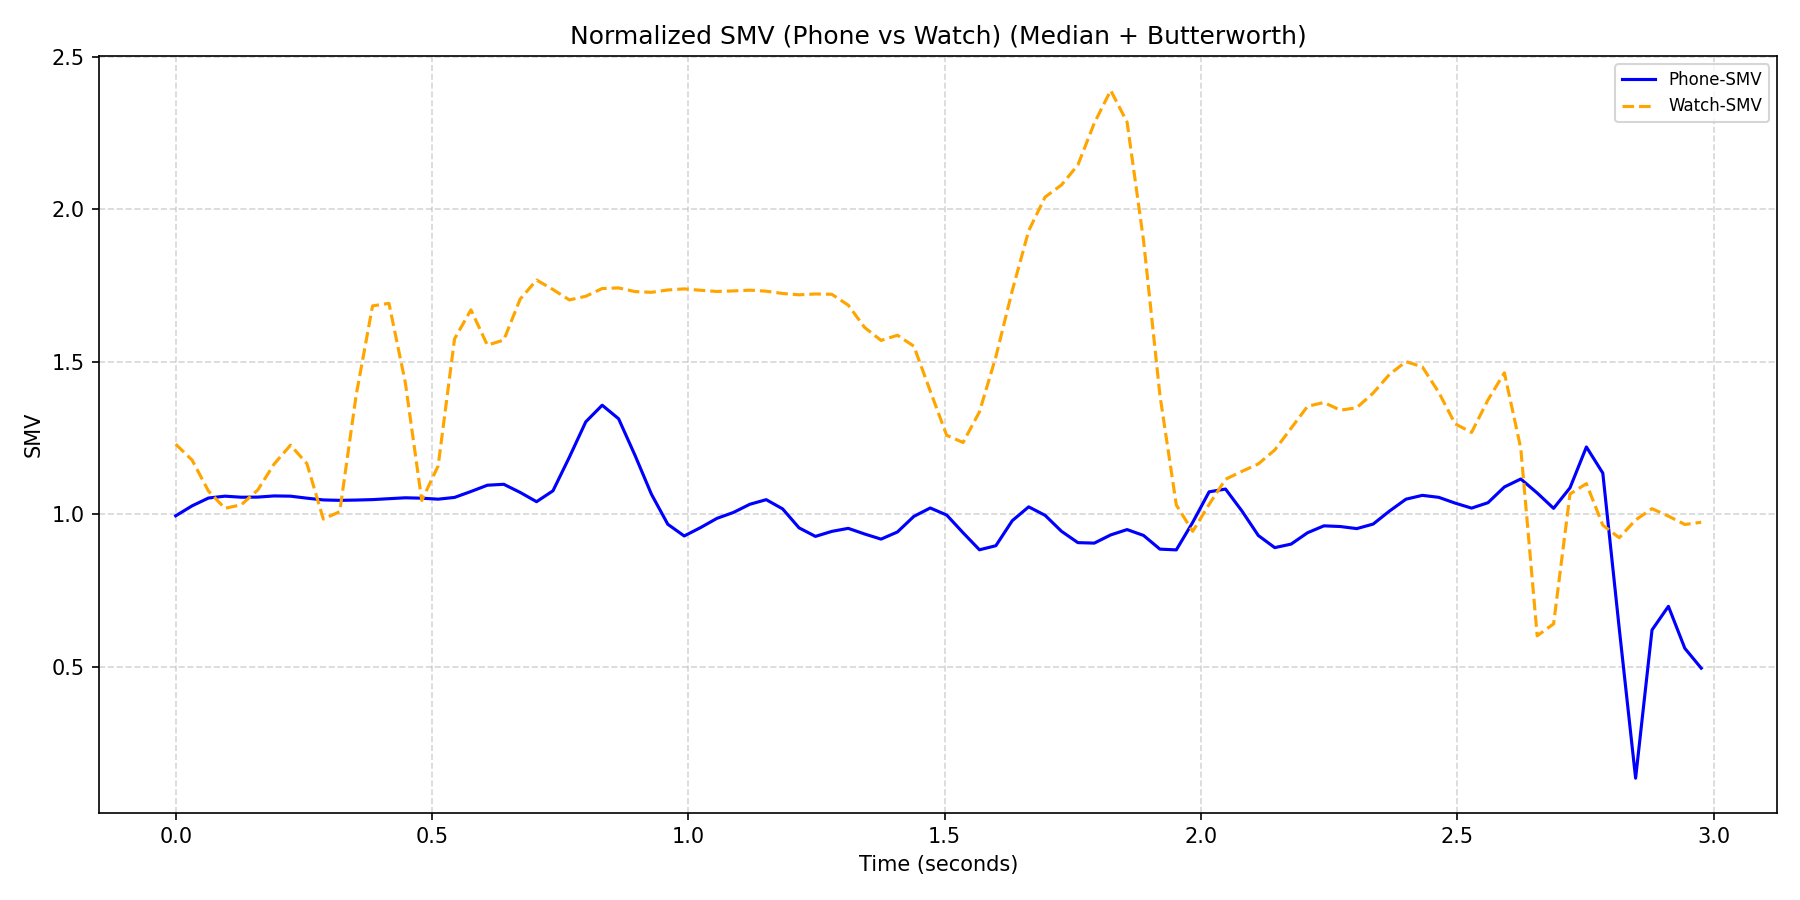 Normalized SMV (Phone vs Watch) (Median + Butterworth)
Phone-SMV
Watch-SMV
SMV
2.5
2.0
1.5
1.0
0.5
0.0 0.5 1.0 1.5 2.0 2.5 3.0
Time (seconds)